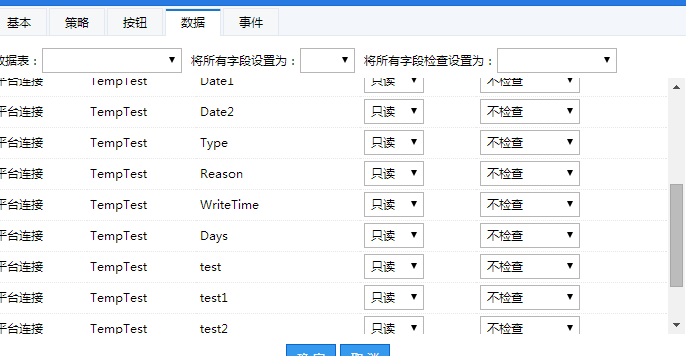 基本 策略 按钮 数据 事件
数据表： 将所有字段设置为： 将所有字段检查设置为：
平台连接 TempTest Date1 只读 不检查
平台连接 TempTest Date2 只读 不检查
平台连接 TempTest Type 只读 不检查
平台连接 TempTest Reason 只读 不检查
平台连接 TempTest WriteTime 只读 不检查
平台连接 TempTest Days 只读 不检查
平台连接 TempTest test 只读 不检查
平台连接 TempTest test1 只读 不检查
平台连接 TempTest test2 只读 不检查
确 定 取 消